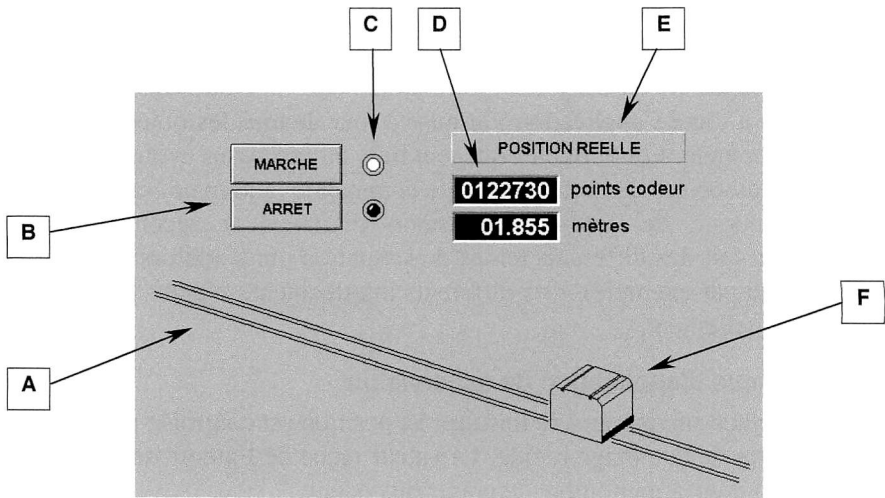 C
D
E
POSITION REELLE
MARCHE
0122730 points codeur
ARRET
01.855 mètres
B
F
A